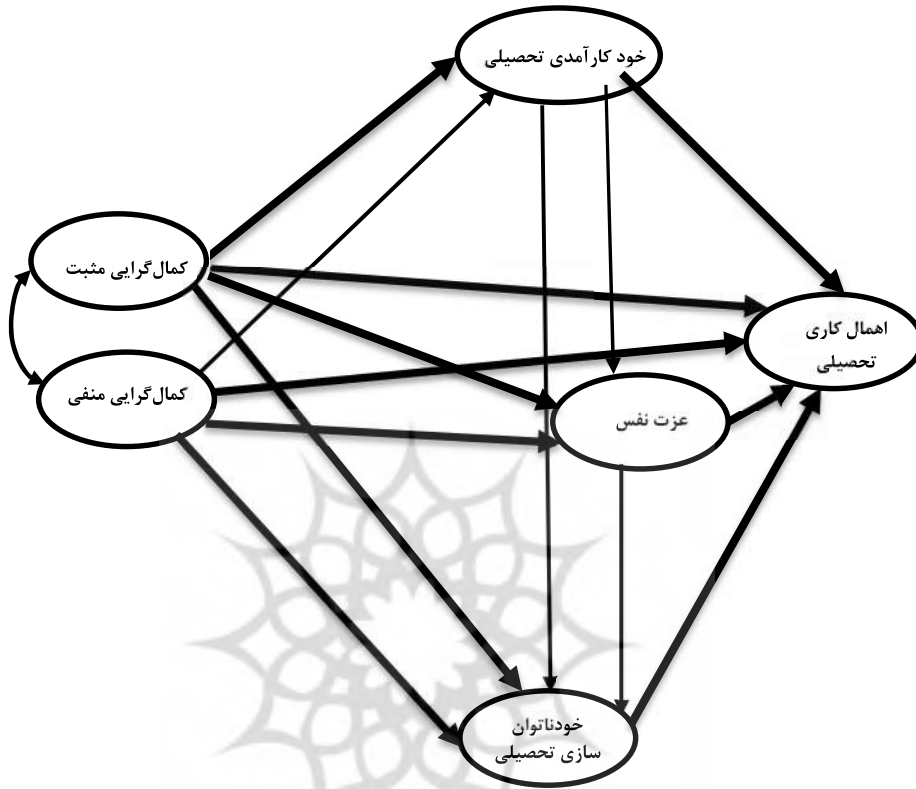 خود کارآمدی تحصیلی
کمال‌گرایی مثبت
اهمال کاری
تحصیلی
کمال‌گرایی منفی
عزت نفس
خودناتوان
سازی تحصیلی